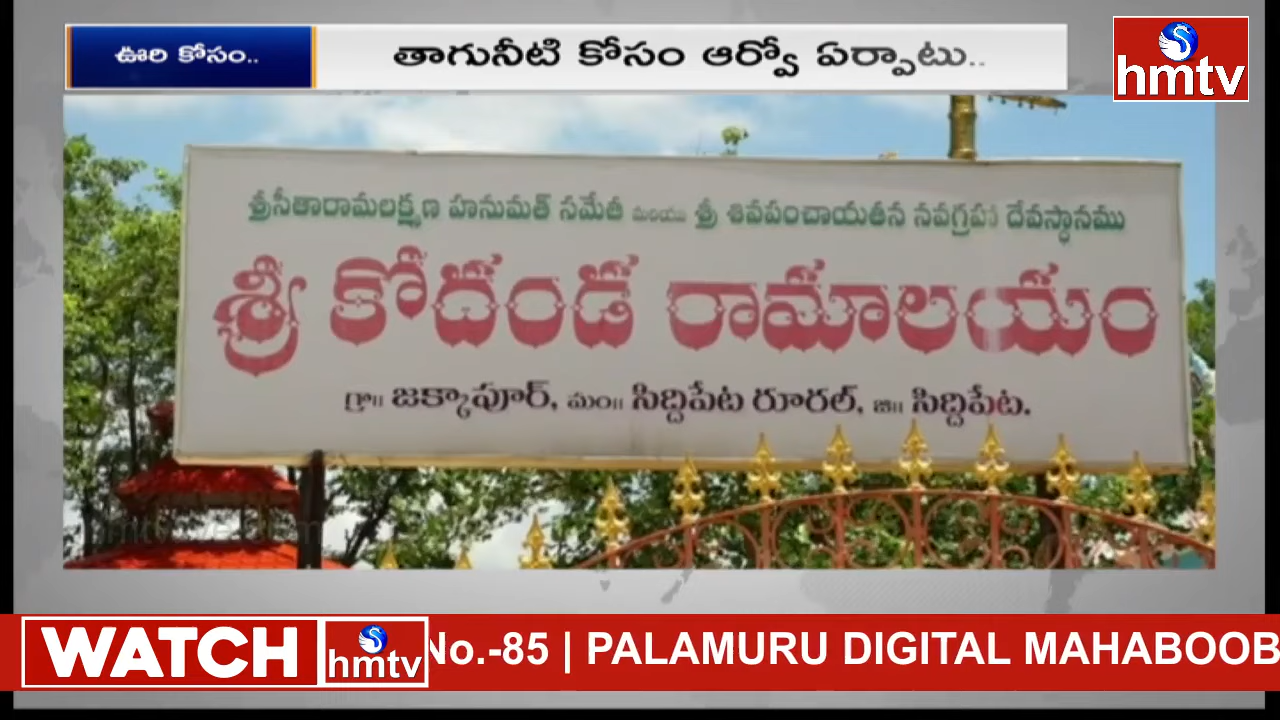 ఊరి కోసం..
తాగునీటి కోసం ఆర్వో ఏర్పాటు..
hmtv
శ్రీసీతారామలక్ష్మణ హనుమత్ సమేత మరియు శ్రీ శివపంచాయతన నవగ్రహ దేవస్థానము
శ్రీ కోదండ రామాలయం
గ్రా॥ జక్కాపూర్, మం॥ సిద్దిపేట రూరల్, జి॥ సిద్దిపేట.
WATCH hmtv No.-85 | PALAMURU DIGITAL MAHABOOB